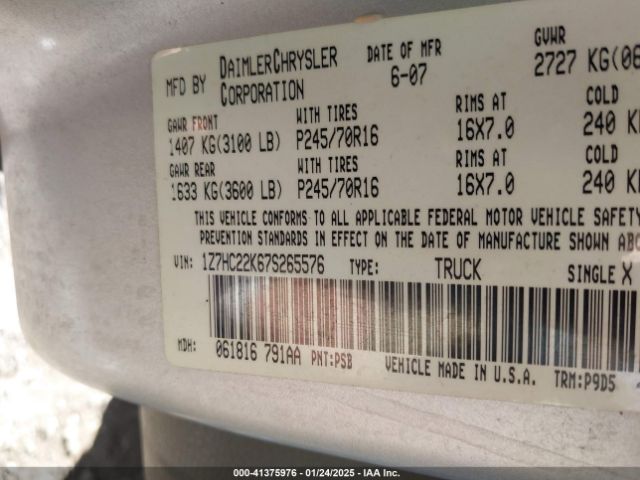 MFD BY DAIMLERCHRYSLER CORPORATION
DATE OF MFR 6-07
GVWR 2727 KG(06
GAWR FRONT WITH TIRES RIMS AT COLD
1407 KG(3100 LB) P245/70R16 16X7.0 240 K
GAWR REAR WITH TIRES RIMS AT COLD
1633 KG(3600 LB) P245/70R16 16X7.0 240 K
THIS VEHICLE CONFORMS TO ALL APPLICABLE FEDERAL MOTOR VEHICLE SAFETY
PREVENTION STANDARDS IN EFFECT ON THE DATE OF MANUFACTURE SHOWN ABO
VIN: 1Z7HC22K67S265576 TYPE: TRUCK SINGLE X
MDH: 061816 791AA PNT:PSB VEHICLE MADE IN U.S.A. TRM:P9D5
000-41375976 - 01/24/2025 - IAA Inc.